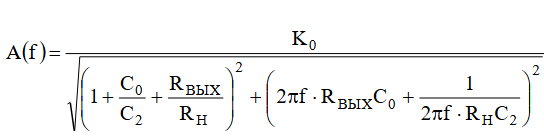 A(f) = K₀ / √((1 + C₀/C₂ + R_ВЫХ/R_Н)² + (2πf · R_ВЫХC₀ + 1/(2πf · R_НC₂))²)